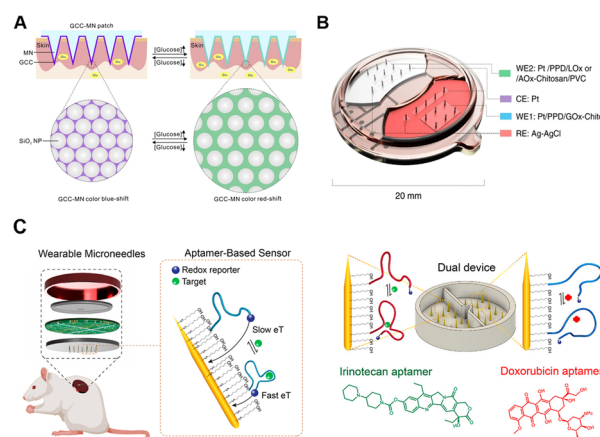 A
GCC-MN patch
Skin
MN
GCC
Glu
[Glucose]
[Glucose]
Skin
Glu
SiO₂ NP
[Glucose]
[Glucose]
GCC-MN color blue-shift
GCC-MN color red-shift
B
WE2: Pt/PPD/LOx or
/AOx-Chitosan/PVC
CE: Pt
WE1: Pt/PPD/GOx-Chito
RE: Ag-AgCl
20 mm
C
Wearable Microneedles
Aptamer-Based Sensor
Redox reporter
Target
Slow eT
Fast eT
Dual device
Irinotecan aptamer
Doxorubicin aptamer